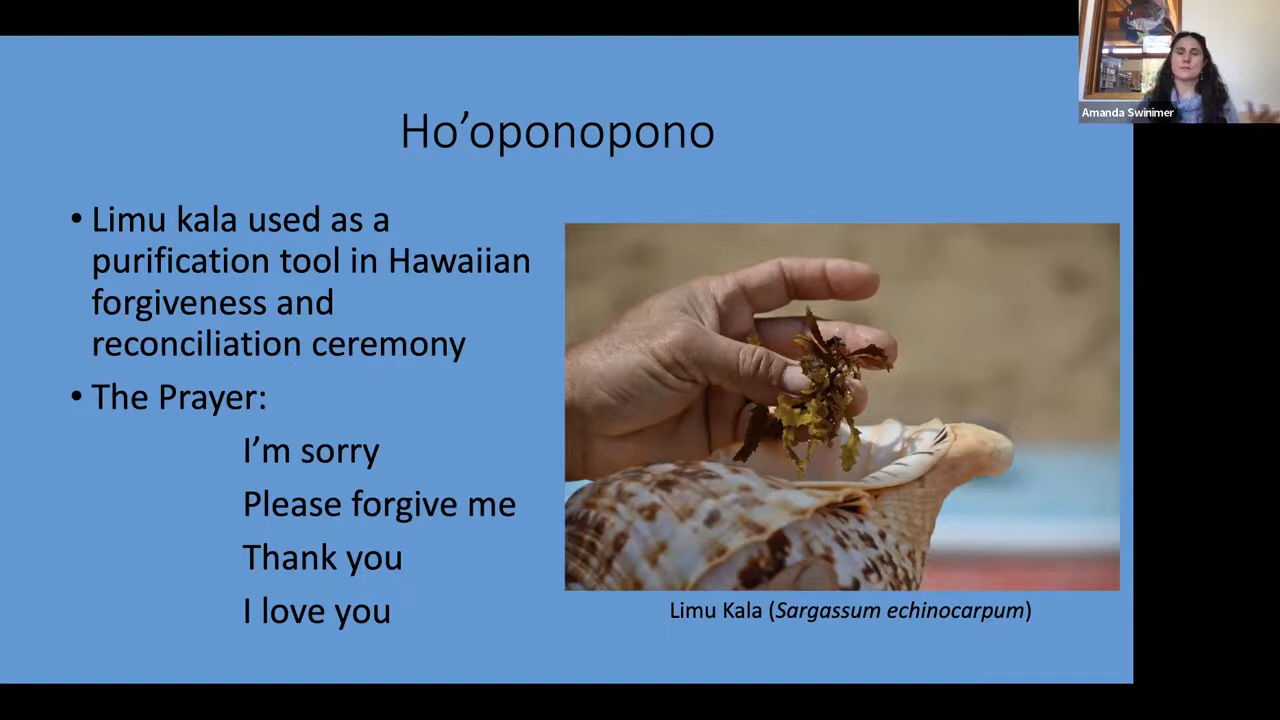 Amanda Swinimer
Ho’oponopono
• Limu kala used as a
purification tool in Hawaiian
forgiveness and
reconciliation ceremony
• The Prayer:
I’m sorry
Please forgive me
Thank you
I love you
Limu Kala (Sargassum echinocarpum)